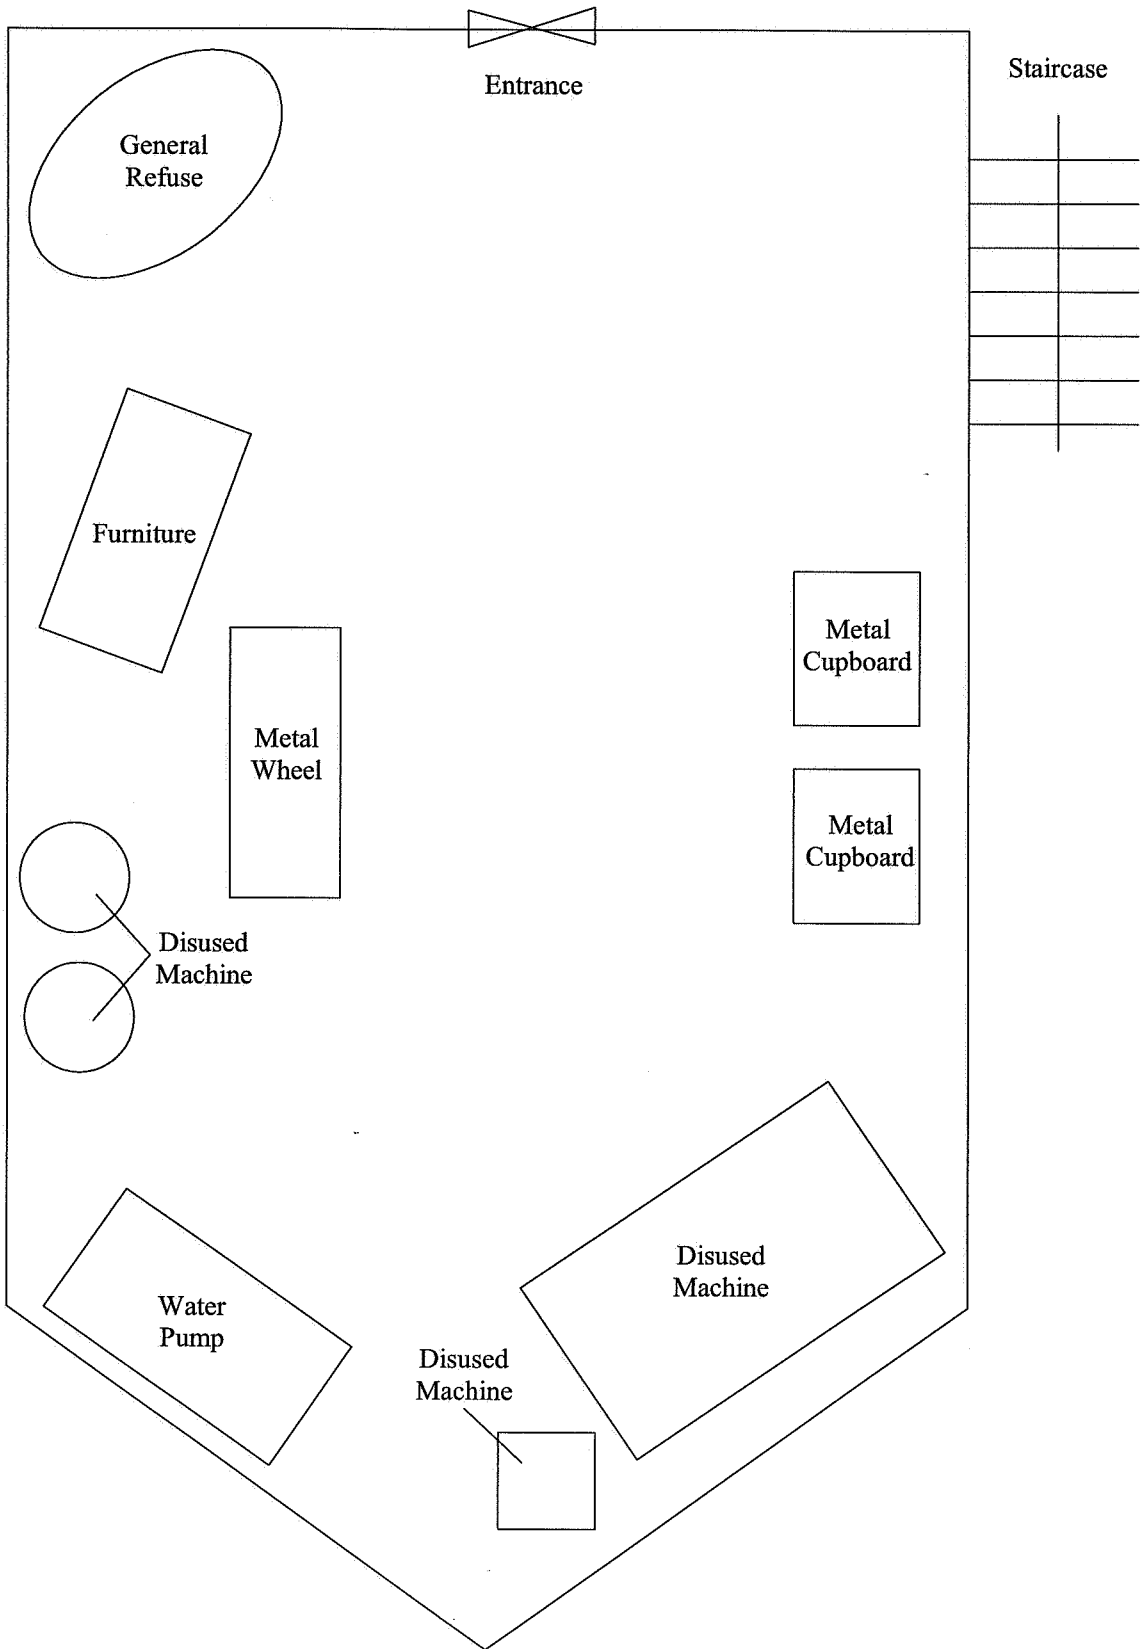 Entrance
Staircase
General
Refuse
Furniture
Metal
Cupboard
Metal
Wheel
Metal
Cupboard
Disused
Machine
Disused
Machine
Water
Pump
Disused
Machine